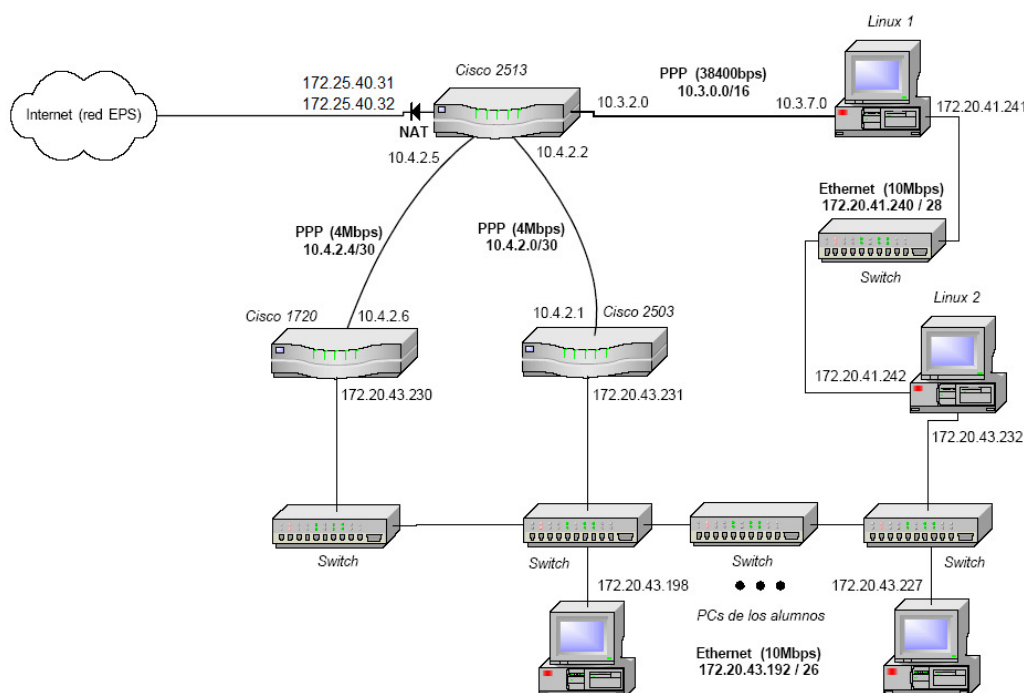 Linux 1
Cisco 2513
172.25.40.31
172.25.40.32
Internet (red EPS)
NAT
PPP (38400bps)
10.3.0.0/16
10.3.2.0
10.3.7.0
172.20.41.241
10.4.2.5
10.4.2.2
Ethernet (10Mbps)
172.20.41.240 / 28
Switch
PPP (4Mbps)
10.4.2.4/30
PPP (4Mbps)
10.4.2.0/30
Linux 2
Cisco 1720
10.4.2.6
10.4.2.1
Cisco 2503
172.20.41.242
172.20.43.230
172.20.43.231
172.20.43.232
Switch
Switch
Switch
Switch
172.20.43.198
172.20.43.227
PCs de los alumnos
Ethernet (10Mbps)
172.20.43.192 / 26